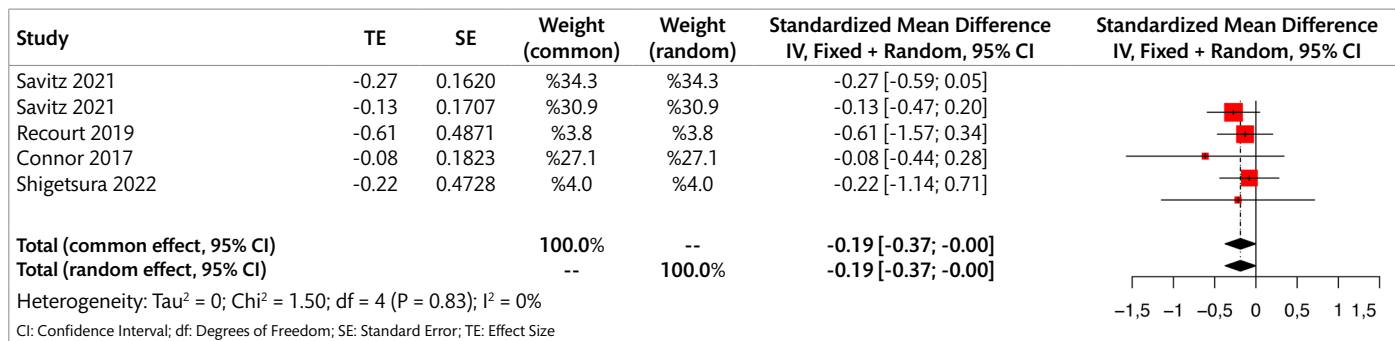 Study TE SE Weight (common) Weight (random) Standardized Mean Difference IV, Fixed + Random, 95% CI Standardized Mean Difference IV, Fixed + Random, 95% CI
Savitz 2021 -0.27 0.1620 %34.3 %34.3 -0.27 [-0.59; 0.05]
Savitz 2021 -0.13 0.1707 %30.9 %30.9 -0.13 [-0.47; 0.20]
Recourt 2019 -0.61 0.4871 %3.8 %3.8 -0.61 [-1.57; 0.34]
Connor 2017 -0.08 0.1823 %27.1 %27.1 -0.08 [-0.44; 0.28]
Shigetsura 2022 -0.22 0.4728 %4.0 %4.0 -0.22 [-1.14; 0.71]
Total (common effect, 95% CI) 100.0% -- -0.19 [-0.37; -0.00]
Total (random effect, 95% CI) -- 100.0% -0.19 [-0.37; -0.00]
Heterogeneity: Tau² = 0; Chi² = 1.50; df = 4 (P = 0.83); I² = 0%
−1,5 −1 −0,5 0 0,5 1 1,5
CI: Confidence Interval; df: Degrees of Freedom; SE: Standard Error; TE: Effect Size